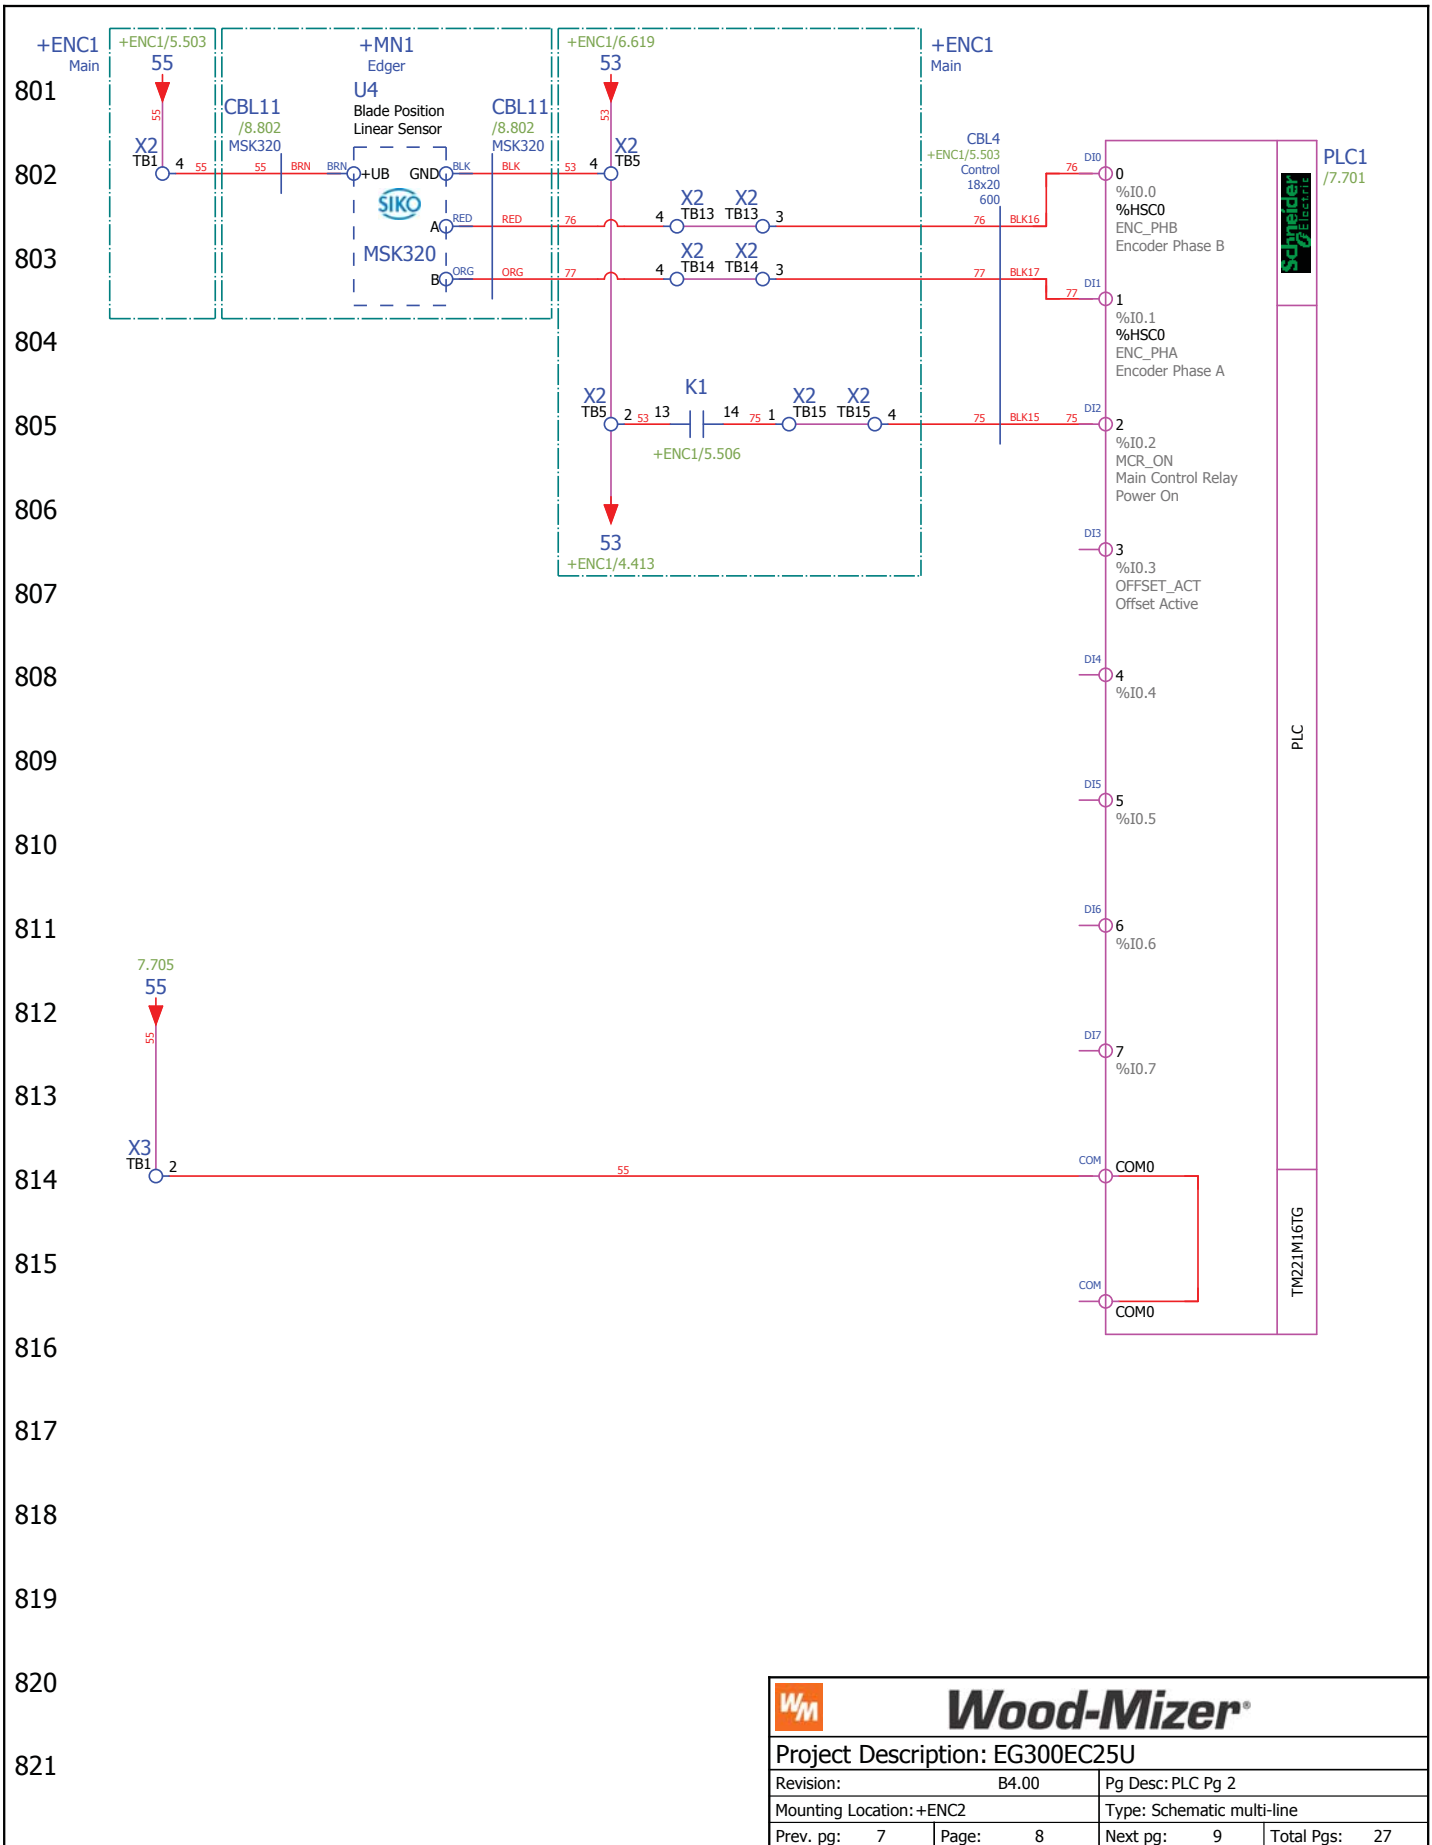 +ENC1
Main
+ENC1/5.503
55
+MN1
Edger
+ENC1/6.619
53
+ENC1
Main
801
55
CBL11
/8.802
MSK320
U4
Blade Position
Linear Sensor
CBL11
/8.802
MSK320
53
CBL4
+ENC1/5.503
Control
18x20
600
PLC1
/7.701
802
X2
TB1
4
55
55
BRN
BRN
+UB
GND
BLK
BLK
53
4
X2
TB5
DI0
76
0
%I0.0
%HSC0
ENC_PHB
Encoder Phase B
Schneider
Electric
SIKO
A
RED
RED
76
4
X2
TB13
X2
TB13
3
76
BLK16
803
MSK320
B
ORG
ORG
77
4
X2
TB14
X2
TB14
3
77
BLK17
DI1
77
1
%I0.1
%HSC0
ENC_PHA
Encoder Phase A
804
805
X2
TB5
2
53
13
K1
14
75
1
X2
TB15
X2
TB15
4
75
BLK15
75
DI2
2
%I0.2
MCR_ON
Main Control Relay
Power On
+ENC1/5.506
806
53
+ENC1/4.413
DI3
3
%I0.3
OFFSET_ACT
Offset Active
807
808
DI4
4
%I0.4
809
PLC
DI5
5
%I0.5
810
811
DI6
6
%I0.6
7.705
55
812
55
DI7
7
%I0.7
813
X3
TB1
2
814
55
COM
COM0
815
TM221M16TG
COM
COM0
816
817
818
819
820
821
WM
Wood-Mizer®
Project Description: EG300EC25U
Revision: B4.00
Pg Desc: PLC Pg 2
Mounting Location: +ENC2
Type: Schematic multi-line
Prev. pg: 7
Page: 8
Next pg: 9
Total Pgs: 27